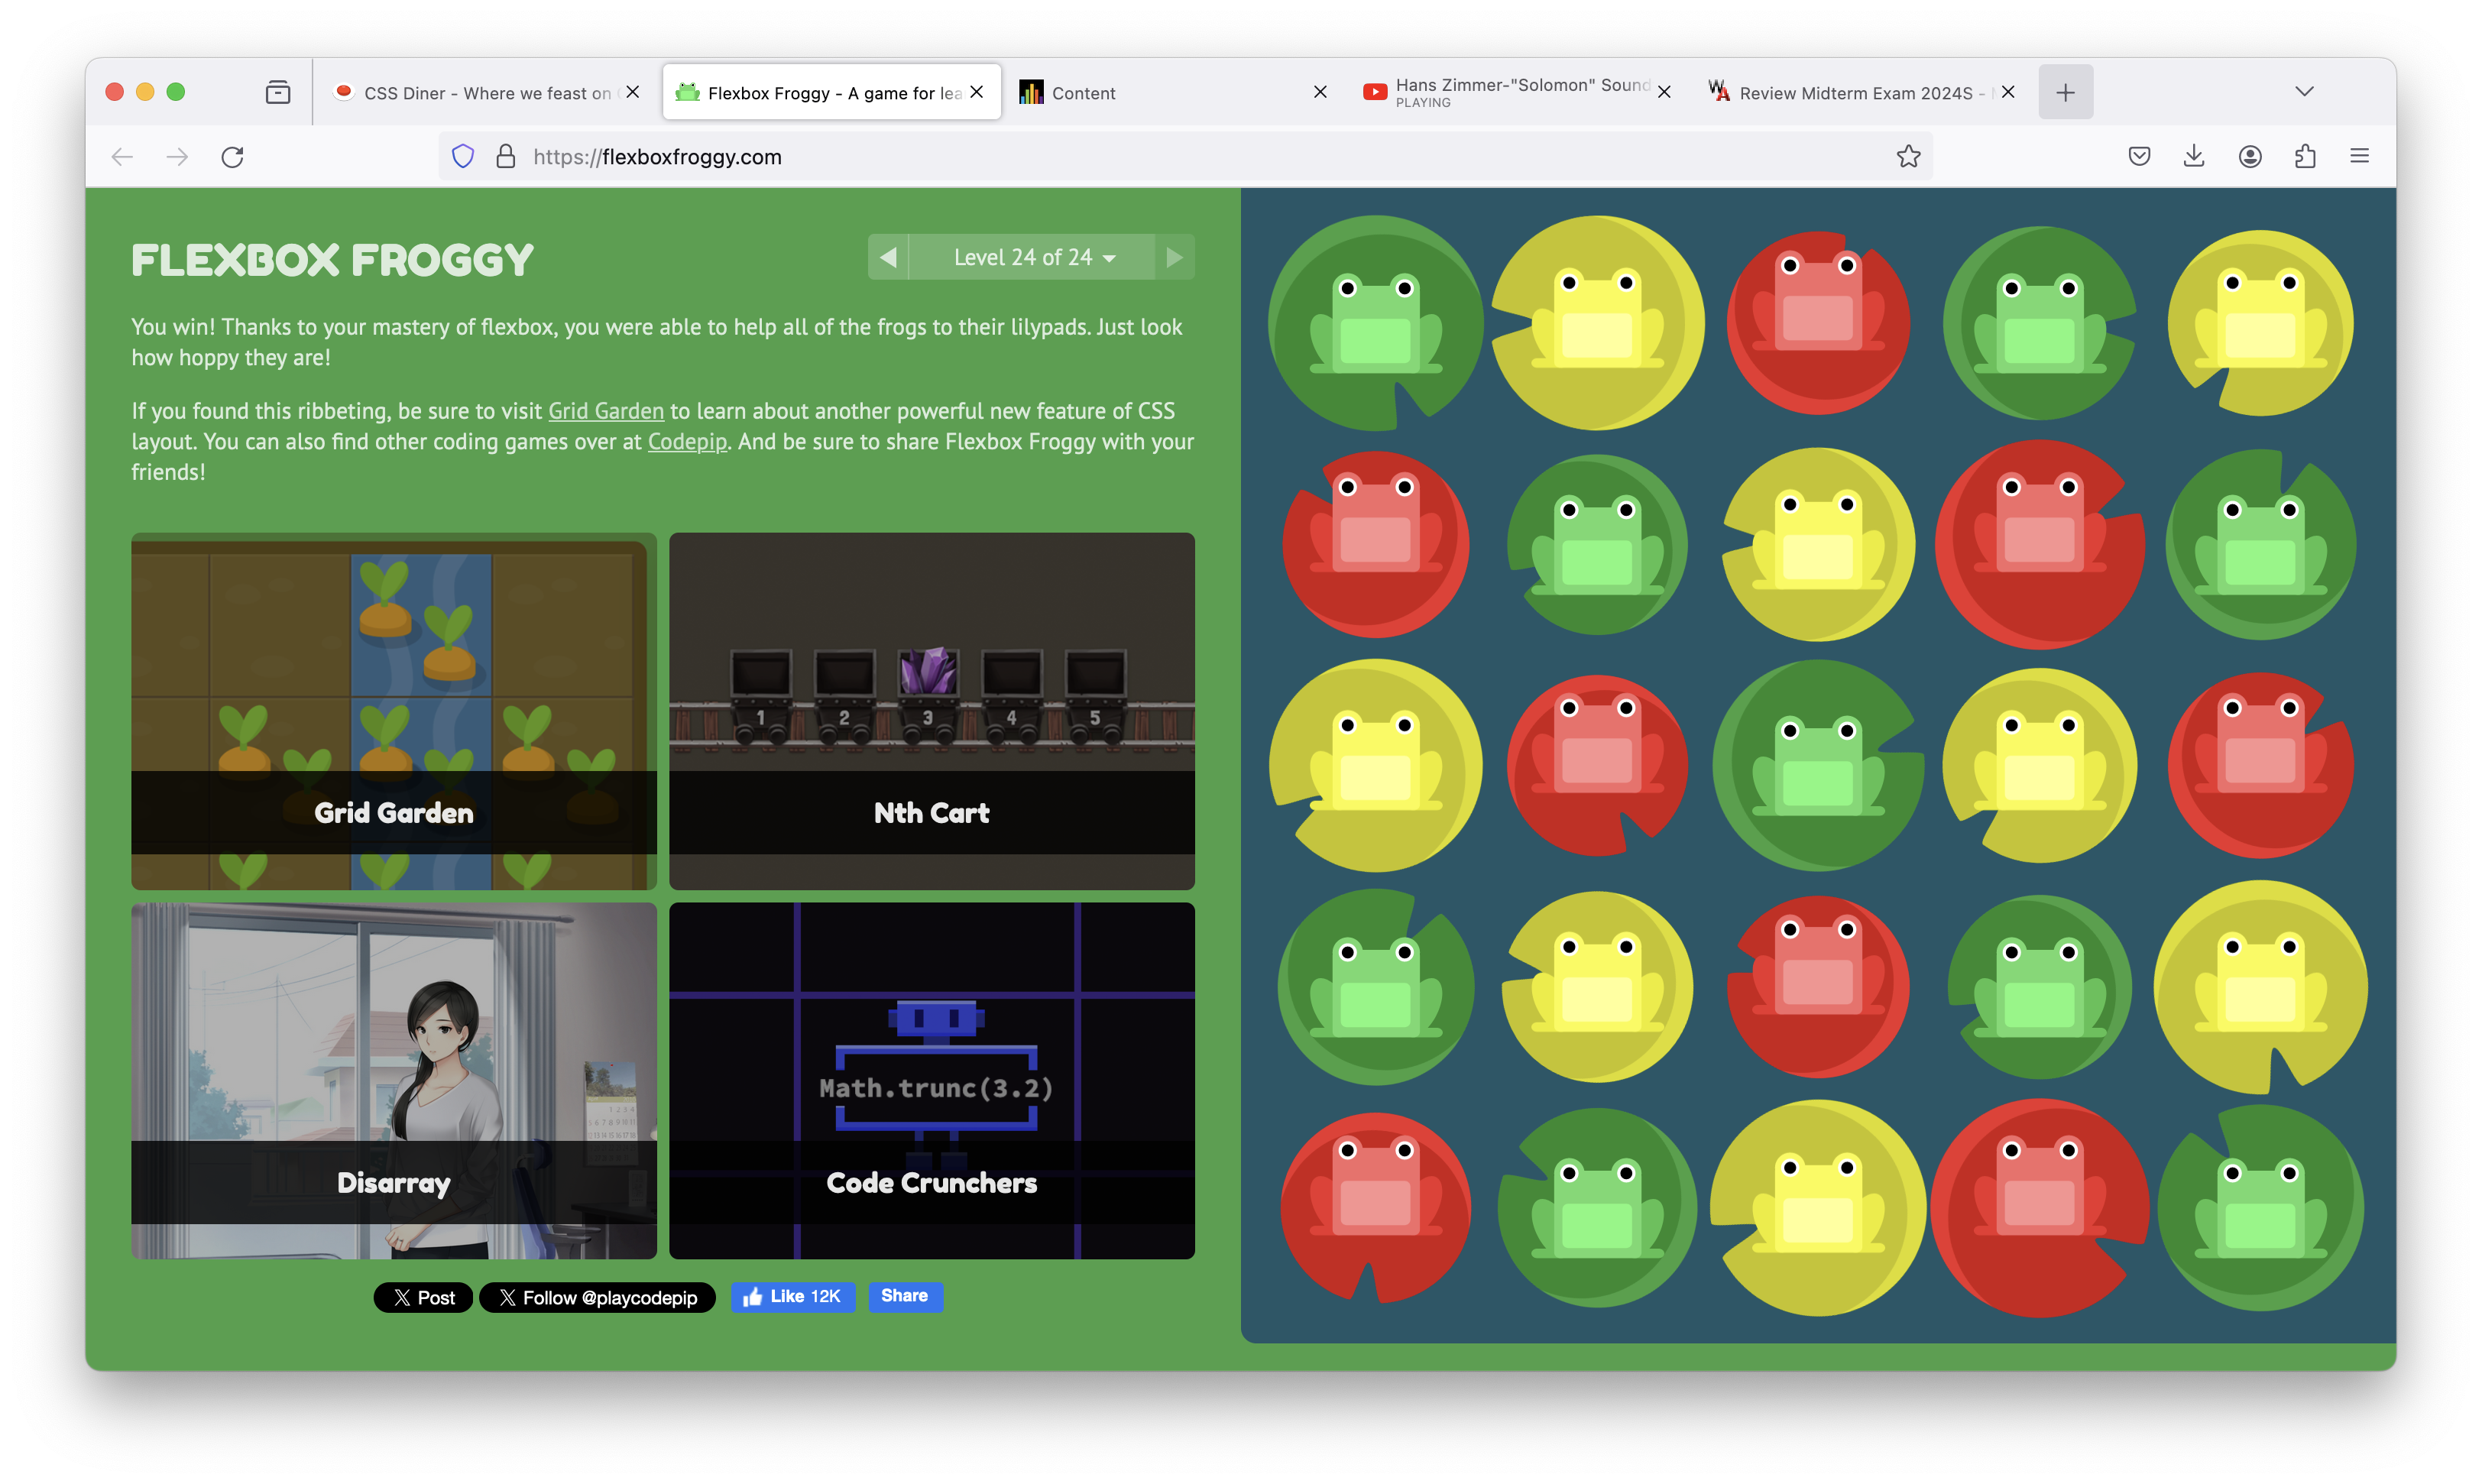 CSS Diner - Where we feast on
Flexbox Froggy - A game for lea
Content
Hans Zimmer-"Solomon" Sound
PLAYING
Review Midterm Exam 2024S -
https://flexboxfroggy.com
FLEXBOX FROGGY
Level 24 of 24
You win! Thanks to your mastery of flexbox, you were able to help all of the frogs to their lilypads. Just look
how hoppy they are!
If you found this ribbeting, be sure to visit Grid Garden to learn about another powerful new feature of CSS
layout. You can also find other coding games over at Codepip. And be sure to share Flexbox Froggy with your
friends!
1 2 3 4 5
Grid Garden
Nth Cart
Math.trunc(3.2)
Disarray
Code Crunchers
Post
Follow @playcodepip
Like 12K
Share